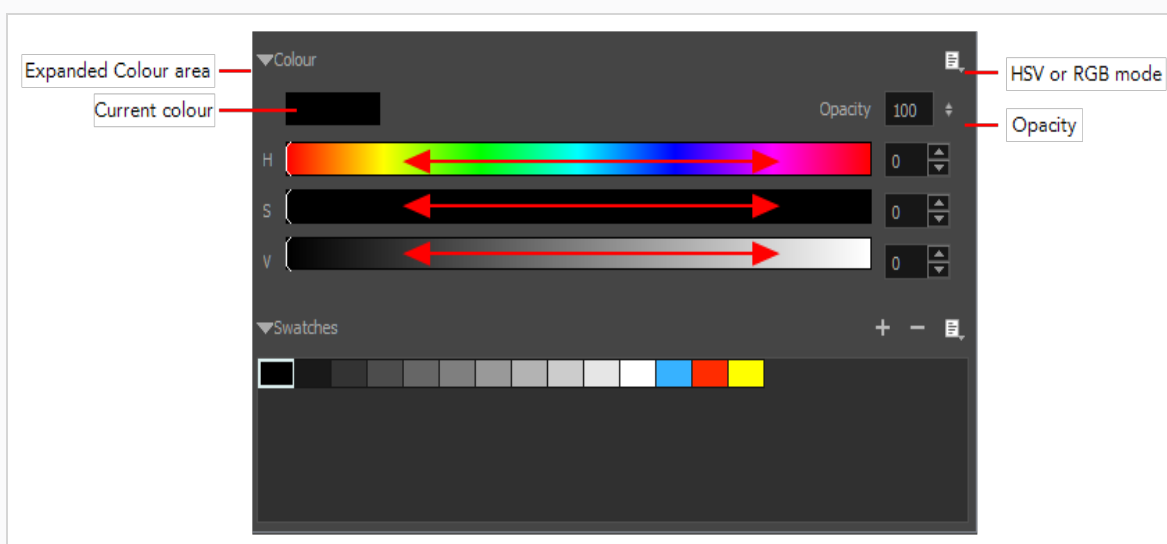 Colour
Expanded Colour area
HSV or RGB mode
Current colour
Opacity 100
Opacity
H 0
S 0
V 0
Swatches